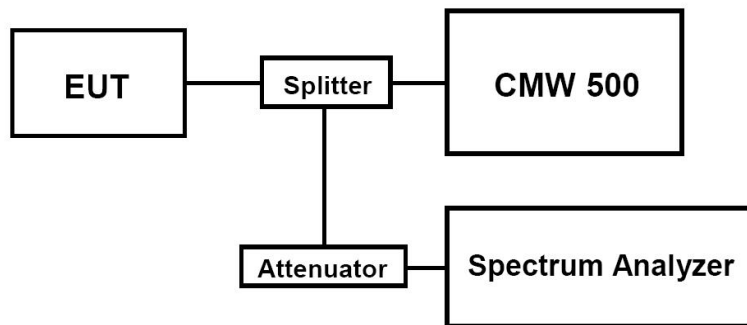 EUT
Splitter
CMW 500
Attenuator
Spectrum Analyzer